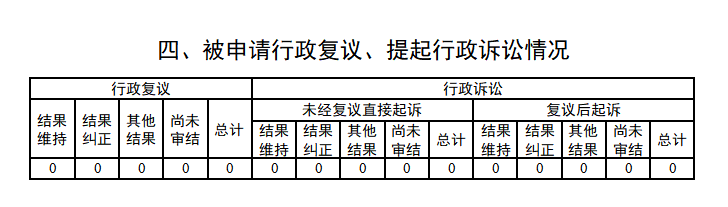 四、被申请行政复议、提起行政诉讼情况
行政复议 行政诉讼
结果维持 结果纠正 其他结果 尚未审结 总计 未经复议直接起诉 复议后起诉
结果维持 结果纠正 其他结果 尚未审结 总计 结果维持 结果纠正 其他结果 尚未审结 总计
0 0 0 0 0 0 0 0 0 0 0 0 0 0 0